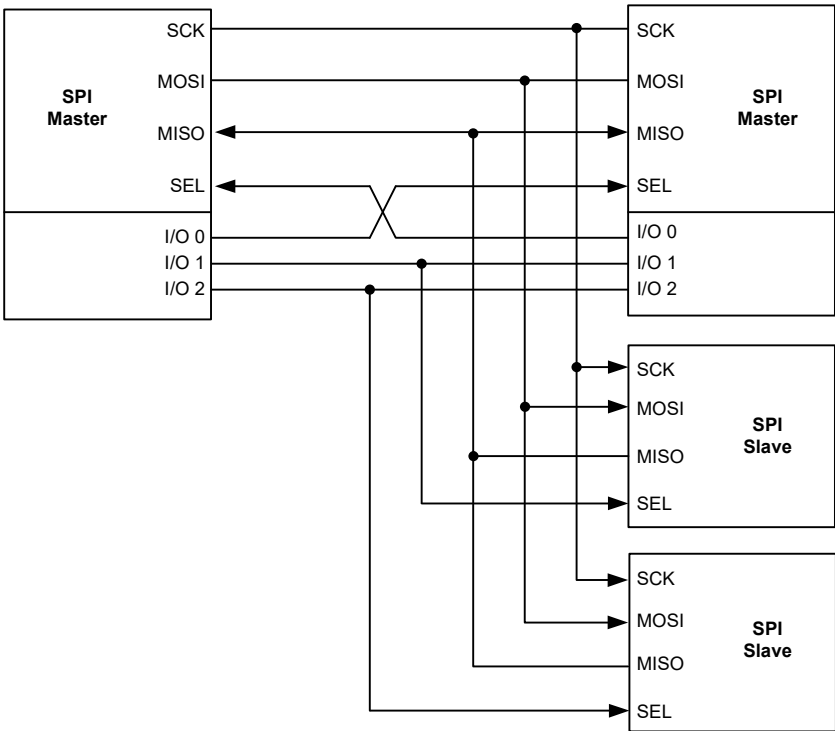 SCK
MOSI
SPI
Master
MISO
SEL
I/O 0
I/O 1
I/O 2
SCK
MOSI
SPI
Master
MISO
SEL
I/O 0
I/O 1
I/O 2
SCK
MOSI
SPI
Slave
MISO
SEL
SCK
MOSI
SPI
Slave
MISO
SEL